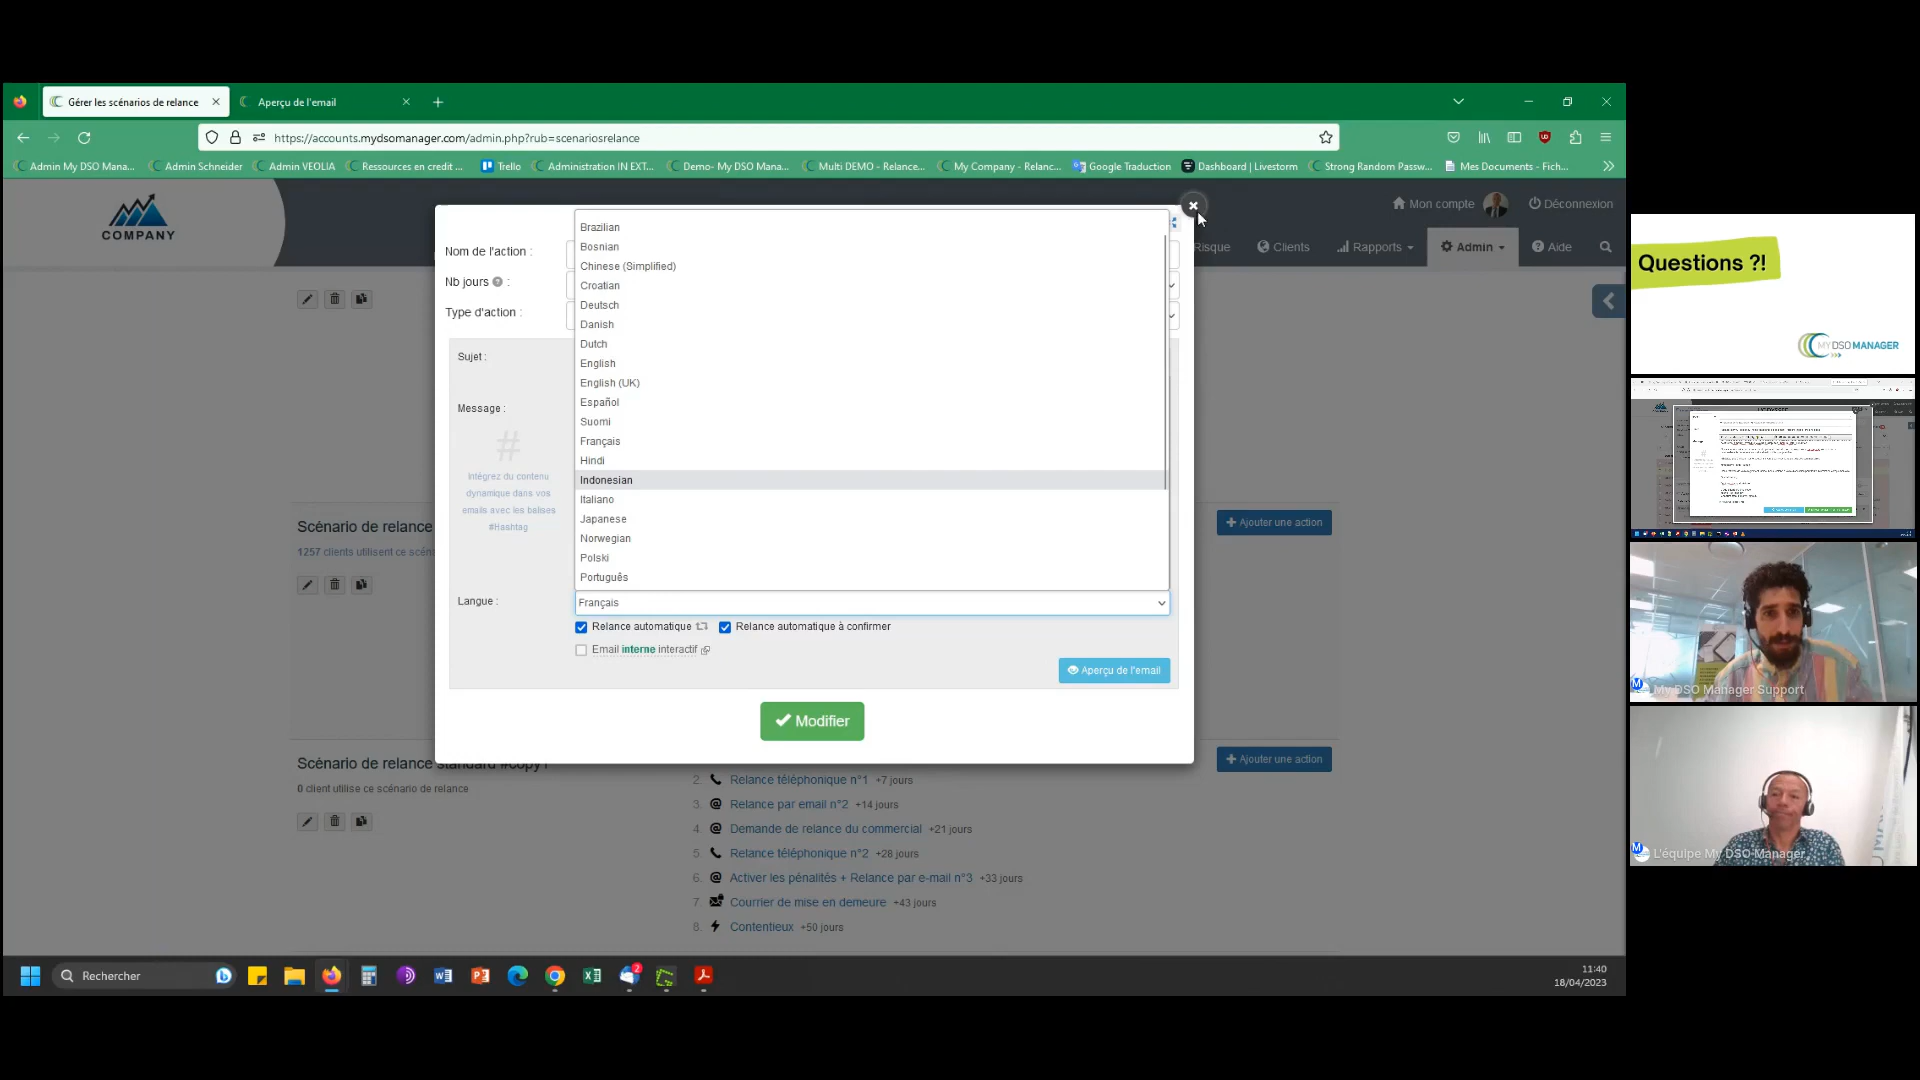 Gérer les scénarios de relance
Aperçu de l'email
https://accounts.mydsomanager.com/admin.php?rub=scenariosrelance
Admin My DSO Mana...
Admin Schneider
Admin VEOLIA
Ressources en credit ...
Trello
Administration IN EXT...
Demo- My DSO Mana...
Multi DEMO - Relance...
My Company - Relanc...
Google Traduction
Dashboard | Livestorm
Strong Random Passw...
Mes Documents - Fich...
COMPANY
Mon compte
Déconnexion
Risque
Clients
Rapports
Admin
Aide
Nom de l'action :
Nb jours :
Type d'action :
Sujet :
Message :
#
Intégrez du contenu
dynamique dans vos
emails avec les balises
#Hashtag
Brazilian
Bosnian
Chinese (Simplified)
Croatian
Deutsch
Danish
Dutch
English
English (UK)
Español
Suomi
Français
Hindi
Indonesian
Italiano
Japanese
Norwegian
Polski
Português
Langue :
Français
Relance automatique
Relance automatique à confirmer
Email interne interactif
Aperçu de l'email
Modifier
Scénario de relance
1257 clients utilisent ce scén
Ajouter une action
Scénario de relance standard #copy1
0 client utilise ce scénario de relance
Ajouter une action
2. Relance téléphonique n°1 +7 jours
3. Relance par email n°2 +14 jours
4. Demande de relance du commercial +21 jours
5. Relance téléphonique n°2 +28 jours
6. Activer les pénalités + Relance par e-mail n°3 +33 jours
7. Courrier de mise en demeure +43 jours
8. Contentieux +50 jours
Rechercher
2
11:40
18/04/2023
Questions ?!
MY DSO MANAGER
My DSO Manager Support
L'équipe My DSO Manager